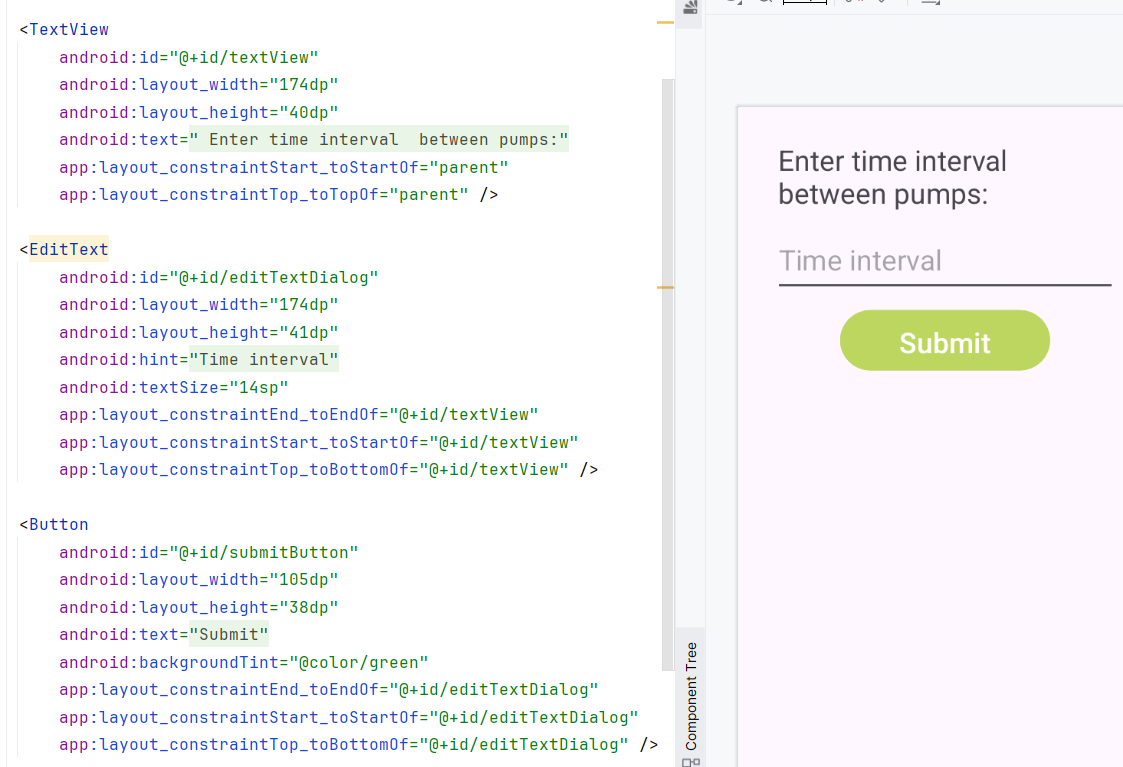 <TextView
android:id="@+id/textView"
android:layout_width="174dp"
android:layout_height="40dp"
android:text=" Enter time interval  between pumps:"
app:layout_constraintStart_toStartOf="parent"
app:layout_constraintTop_toTopOf="parent" />
<EditText
android:id="@+id/editTextDialog"
android:layout_width="174dp"
android:layout_height="41dp"
android:hint="Time interval"
android:textSize="14sp"
app:layout_constraintEnd_toEndOf="@+id/textView"
app:layout_constraintStart_toStartOf="@+id/textView"
app:layout_constraintTop_toBottomOf="@+id/textView" />
<Button
android:id="@+id/submitButton"
android:layout_width="105dp"
android:layout_height="38dp"
android:text="Submit"
android:backgroundTint="@color/green"
app:layout_constraintEnd_toEndOf="@+id/editTextDialog"
app:layout_constraintStart_toStartOf="@+id/editTextDialog"
app:layout_constraintTop_toBottomOf="@+id/editTextDialog" />
Component Tree
Enter time interval
between pumps:
Time interval
Submit